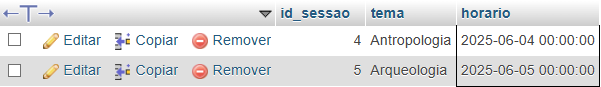 id_sessao tema horario
Editar Copiar Remover 4 Antropologia 2025-06-04 00:00:00
Editar Copiar Remover 5 Arqueologia 2025-06-05 00:00:00